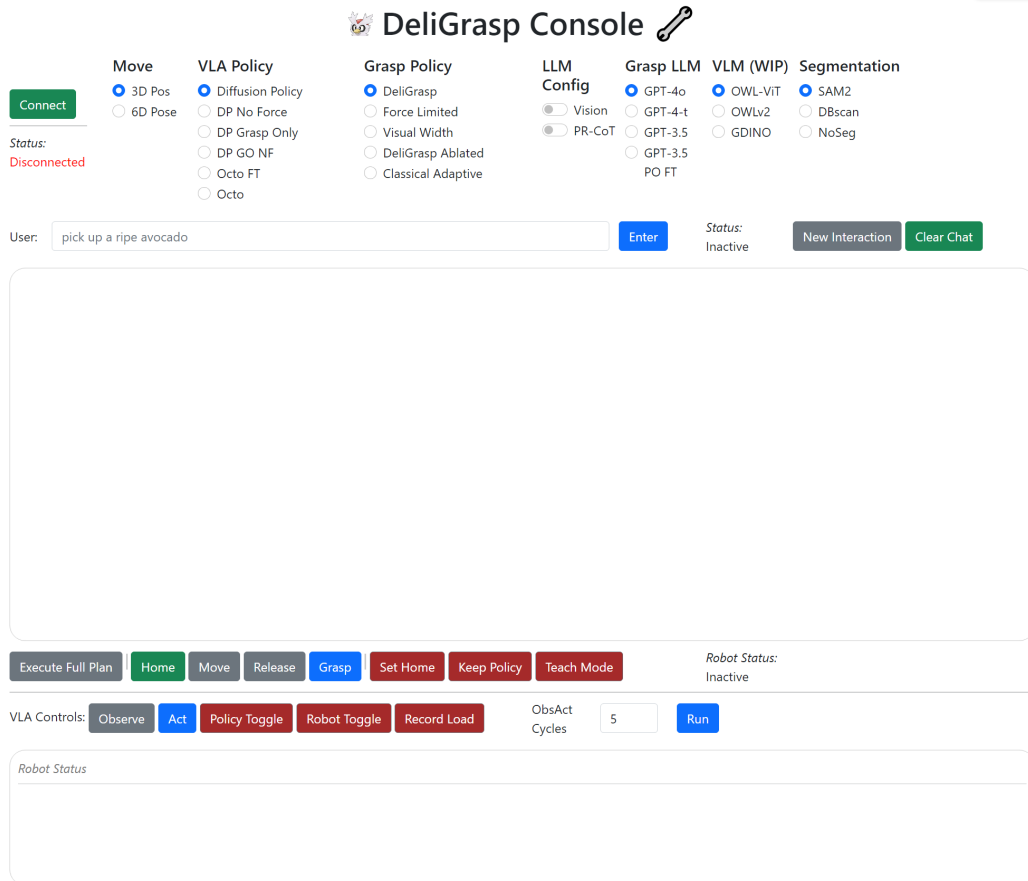 DeliGrasp Console
Connect
Status:
Disconnected
Move
3D Pos
6D Pose
VLA Policy
Diffusion Policy
DP No Force
DP Grasp Only
DP GO NF
Octo FT
Octo
Grasp Policy
DeliGrasp
Force Limited
Visual Width
DeliGrasp Ablated
Classical Adaptive
LLM
Config
Vision
PR-CoT
Grasp LLM
GPT-4o
GPT-4-t
GPT-3.5
GPT-3.5
PO FT
VLM (WIP)
OWL-ViT
OWLv2
GDINO
Segmentation
SAM2
DBscan
NoSeg
User:
pick up a ripe avocado
Enter
Status:
Inactive
New Interaction
Clear Chat
Execute Full Plan
Home
Move
Release
Grasp
Set Home
Keep Policy
Teach Mode
Robot Status:
Inactive
VLA Controls:
Observe
Act
Policy Toggle
Robot Toggle
Record Load
ObsAct
Cycles
5
Run
Robot Status